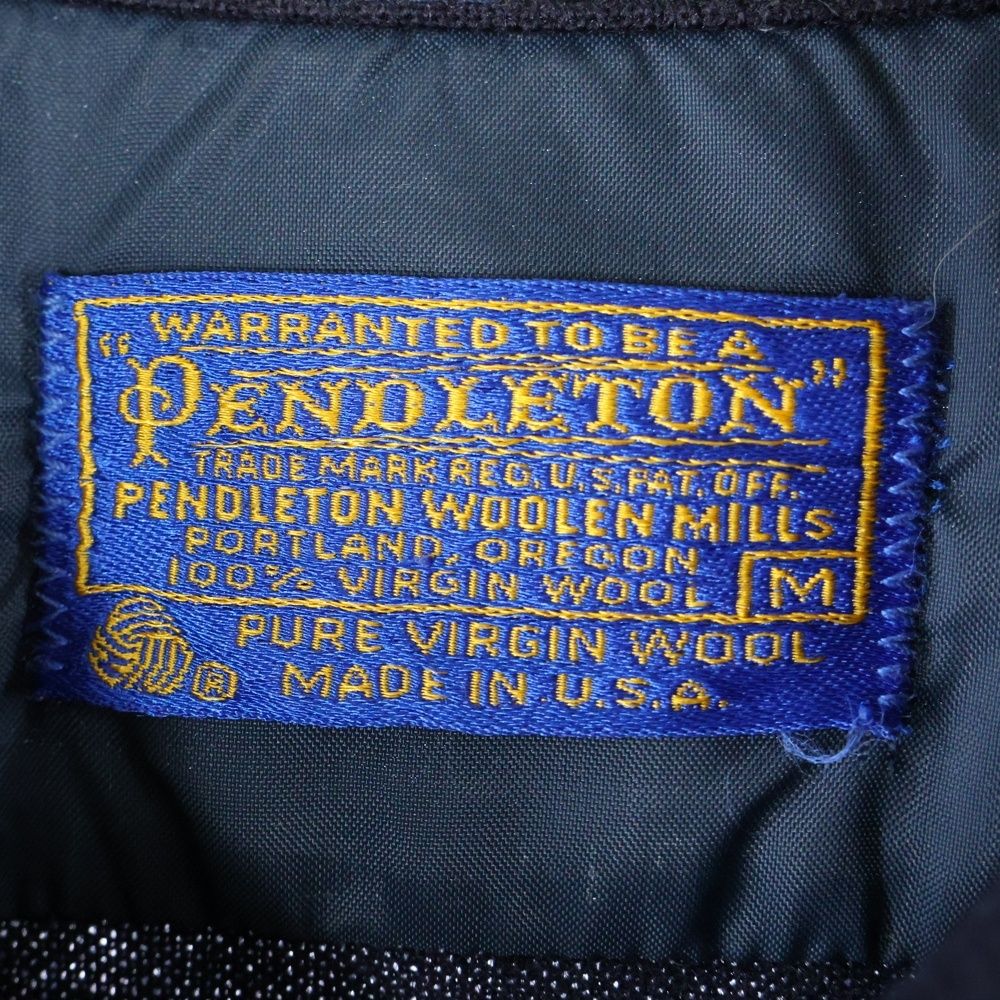 WARRANTED TO BE A
"PENDLETON"
TRADE MARK REG. U.S. PAT. OFF.
PENDLETON WOOLEN MILLS
PORTLAND, OREGON
100% VIRGIN WOOL M
PURE VIRGIN WOOL
® MADE IN U.S.A.